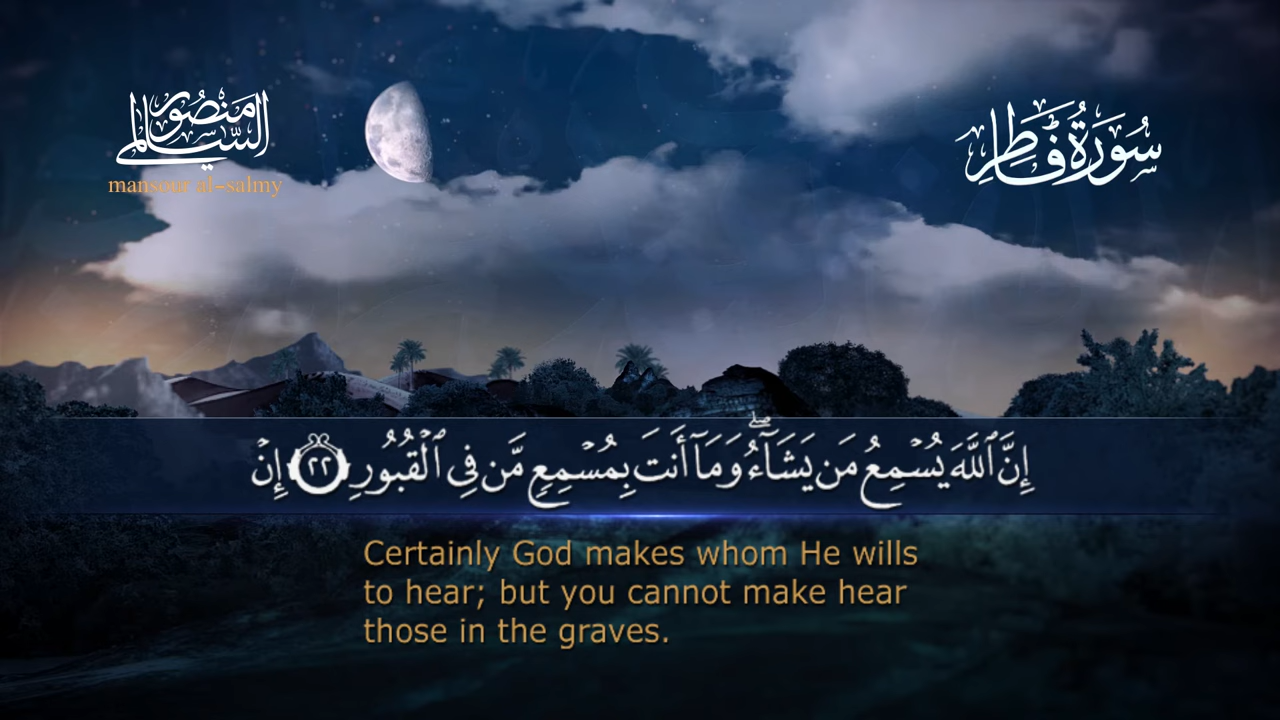 منصور السالمي
mansour al-salmy
سُورَةُ فَاطِر
إِنَّ ٱللَّهَ يُسْمِعُ مَن يَشَآءُ ۖ وَمَآ أَنتَ بِمُسْمِعٍ مَّن فِى ٱلْقُبُورِ ٢٢ إِنْ
Certainly God makes whom He wills
to hear; but you cannot make hear
those in the graves.